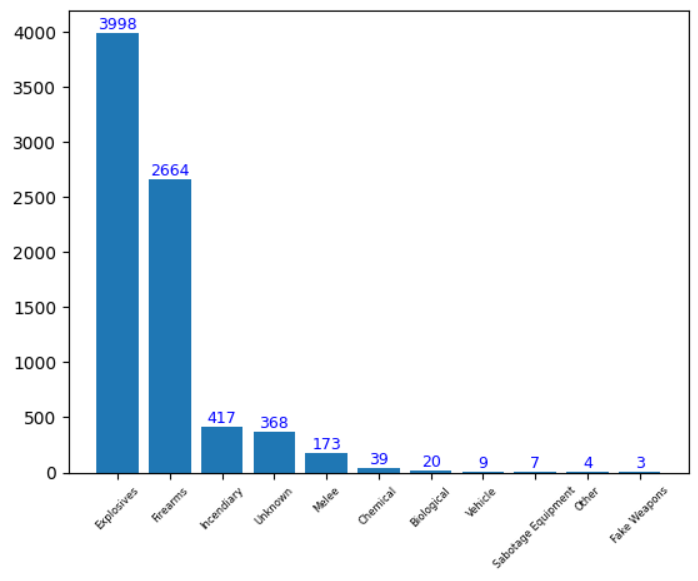 4000
3500
3000
2500
2000
1500
1000
500
0
3998
2664
417
368
173
39
20
9
7
4
3
Explosives
Firearms
Incendiary
Unknown
Melee
Chemical
Biological
Vehicle
Sabotage Equipment
Other
Fake Weapons